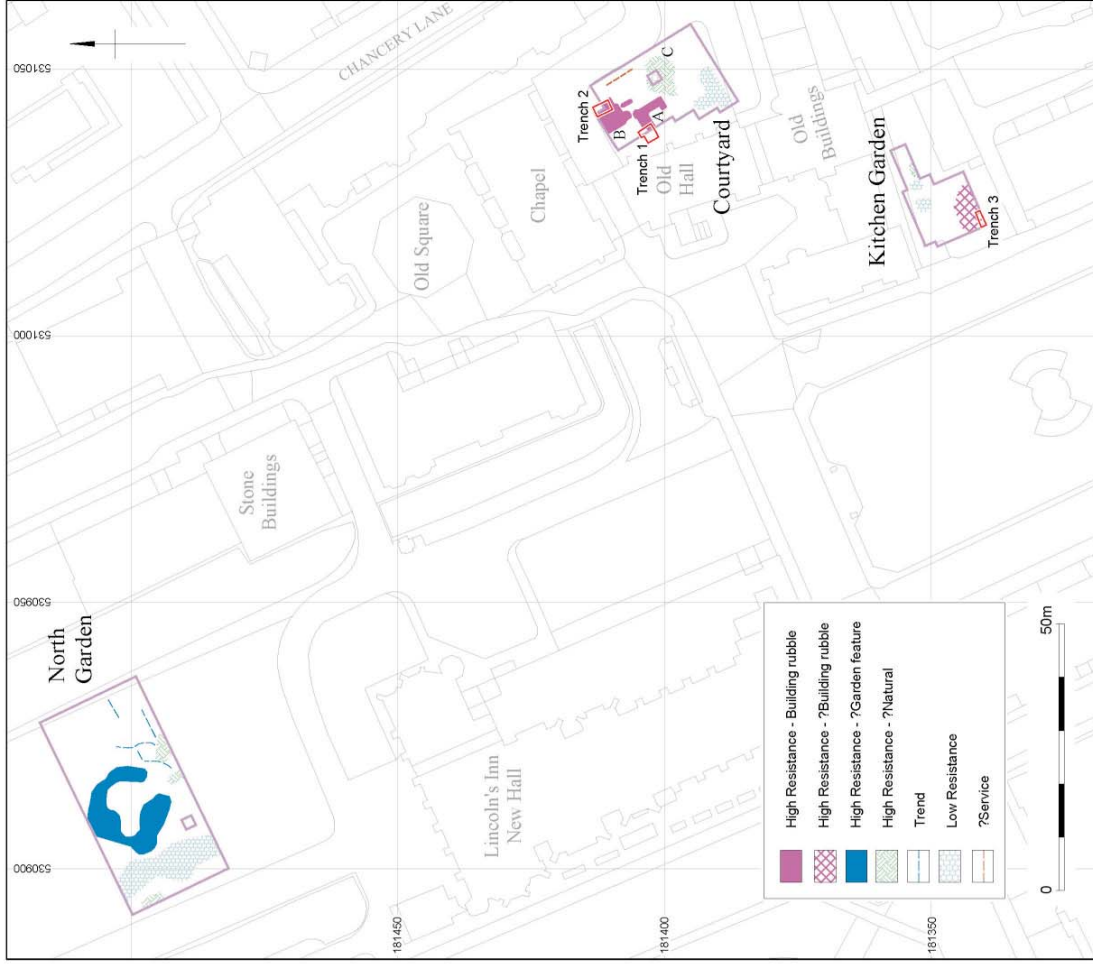 531050
531000
530950
530900
181450
181400
181350
CHANCERY LANE
North
Garden
Stone
Buildings
Old Square
Chapel
Trench 2
B
A
C
Trench 1
Old
Hall
Courtyard
Old
Buildings
Kitchen Garden
Trench 3
Lincoln's Inn
New Hall
High Resistance - Building rubble
High Resistance - ?Building rubble
High Resistance - ?Garden feature
High Resistance - ?Natural
Trend
Low Resistance
?Service
0
50m